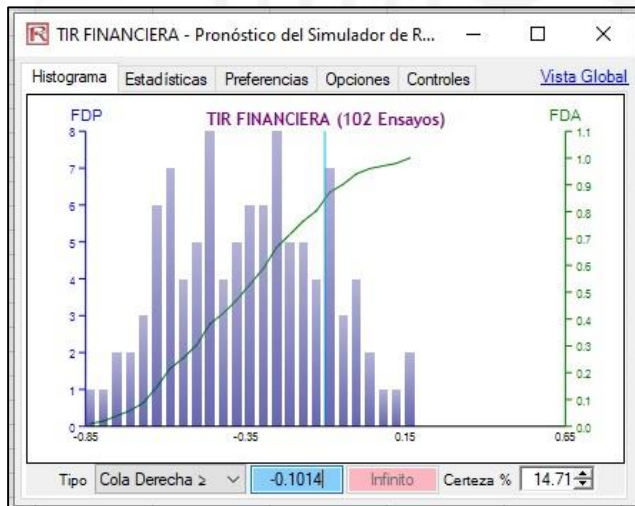 TIR FINANCIERA - Pronóstico del Simulador de R...
Histograma Estadísticas Preferencias Opciones Controles Vista Global
FDP TIR FINANCIERA (102 Ensayos) FDA
8 1.1
7 1.0
0.9
6 0.8
5 0.7
4 0.6
0.5
3 0.4
2 0.3
1 0.2
0.1
0 0.0
-0.85 -0.35 0.15 0.65
Tipo Cola Derecha ≥ -0.1014 Infinito Certeza % 14.71